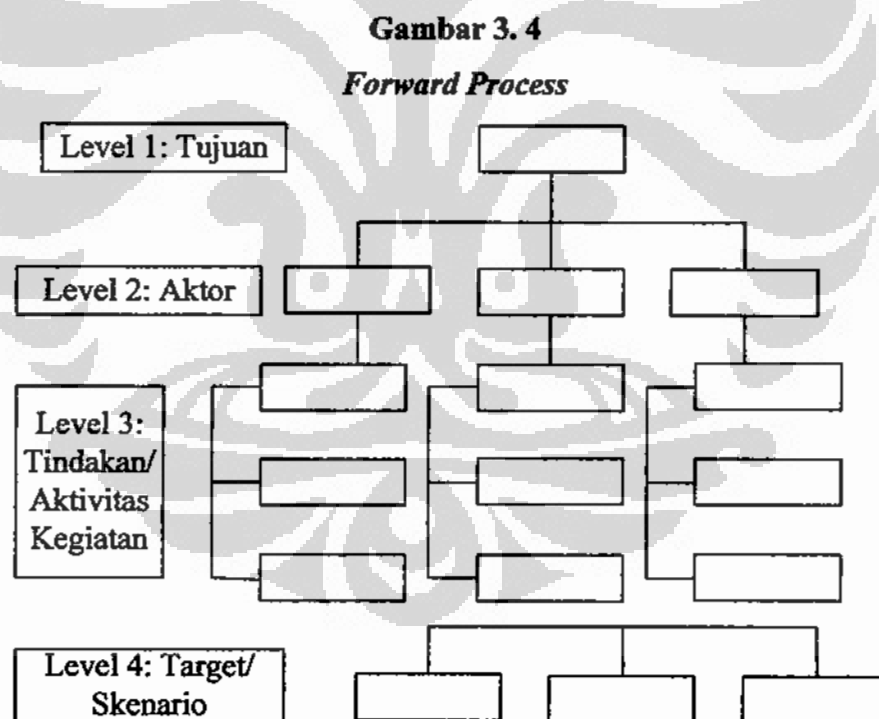 Gambar 3. 4
Forward Process
Level 1: Tujuan
Level 2: Aktor
Level 3:
Tindakan/
Aktivitas
Kegiatan
Level 4: Target/
Skenario